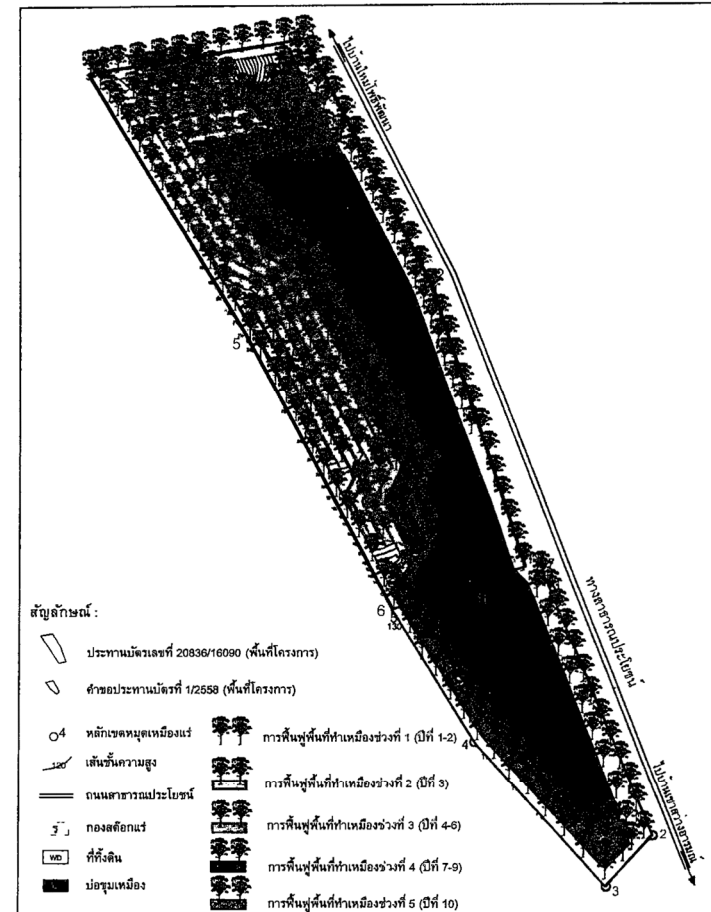 ไปบ้านใหม่โพธิ์พัฒนา
5
6
130
ทางสาธารณประโยชน์
4
ไปบ้านเขาสว่างอารมณ์
2
3
สัญลักษณ์ :
ประทานบัตรเลขที่ 20836/16090 (พื้นที่โครงการ)
คำขอประทานบัตรที่ 1/2558 (พื้นที่โครงการ)
4 หลักเขตหมุดเหมืองแร่
120 เส้นชั้นความสูง
ถนนสาธารณประโยชน์
กองสต๊อกแร่
WD ที่ทิ้งดิน
บ่อขุมเหมือง
การฟื้นฟูพื้นที่ทำเหมืองช่วงที่ 1 (ปีที่ 1-2)
การฟื้นฟูพื้นที่ทำเหมืองช่วงที่ 2 (ปีที่ 3)
การฟื้นฟูพื้นที่ทำเหมืองช่วงที่ 3 (ปีที่ 4-6)
การฟื้นฟูพื้นที่ทำเหมืองช่วงที่ 4 (ปีที่ 7-9)
การฟื้นฟูพื้นที่ทำเหมืองช่วงที่ 5 (ปีที่ 10)